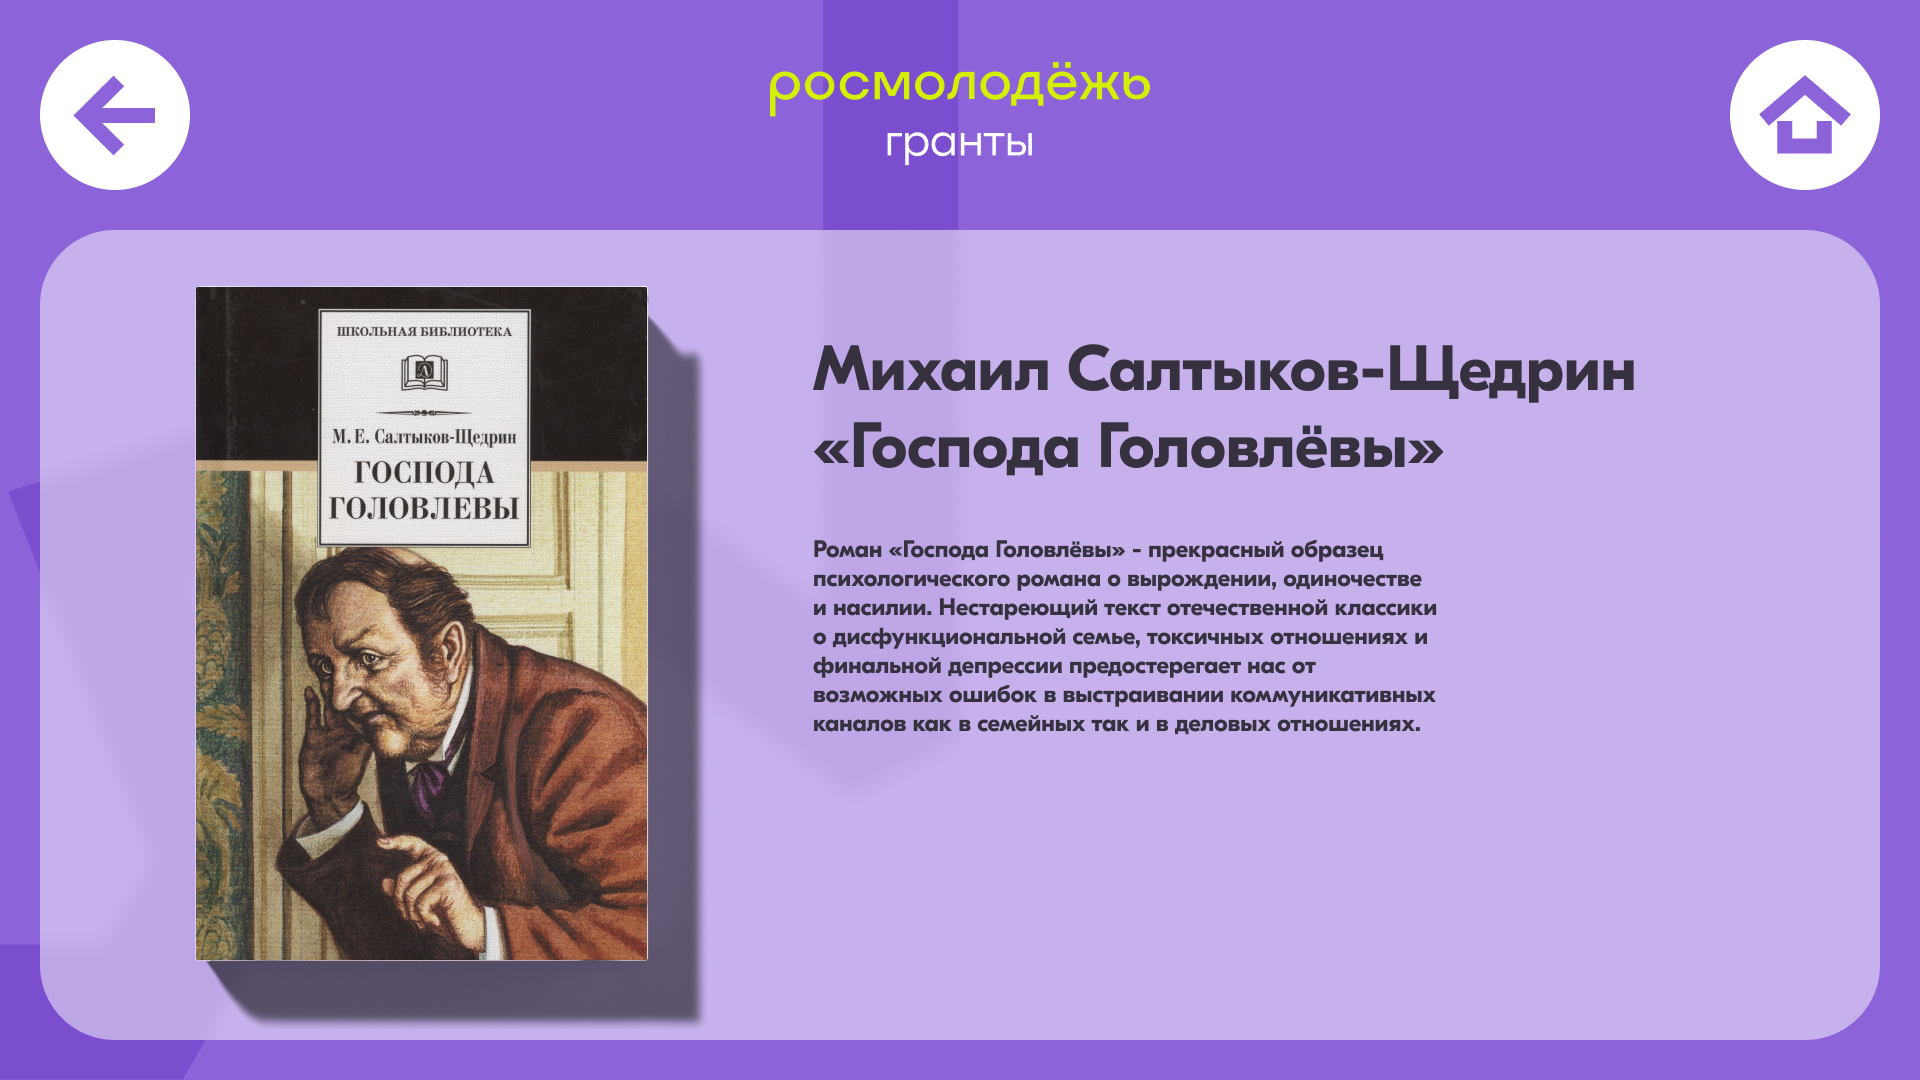 росмолодёжь
гранты
ШКОЛЬНАЯ БИБЛИОТЕКА
М. Е. Салтыков-Щедрин
ГОСПОДА
ГОЛОВЛЕВЫ
Михаил Салтыков-Щедрин
«Господа Головлёвы»
Роман «Господа Головлёвы» - прекрасный образец
психологического романа о вырождении, одиночестве
и насилии. Нестареющий текст отечественной классики
о дисфункциональной семье, токсичных отношениях и
финальной депрессии предостерегает нас от
возможных ошибок в выстраивании коммуникативных
каналов как в семейных так и в деловых отношениях.